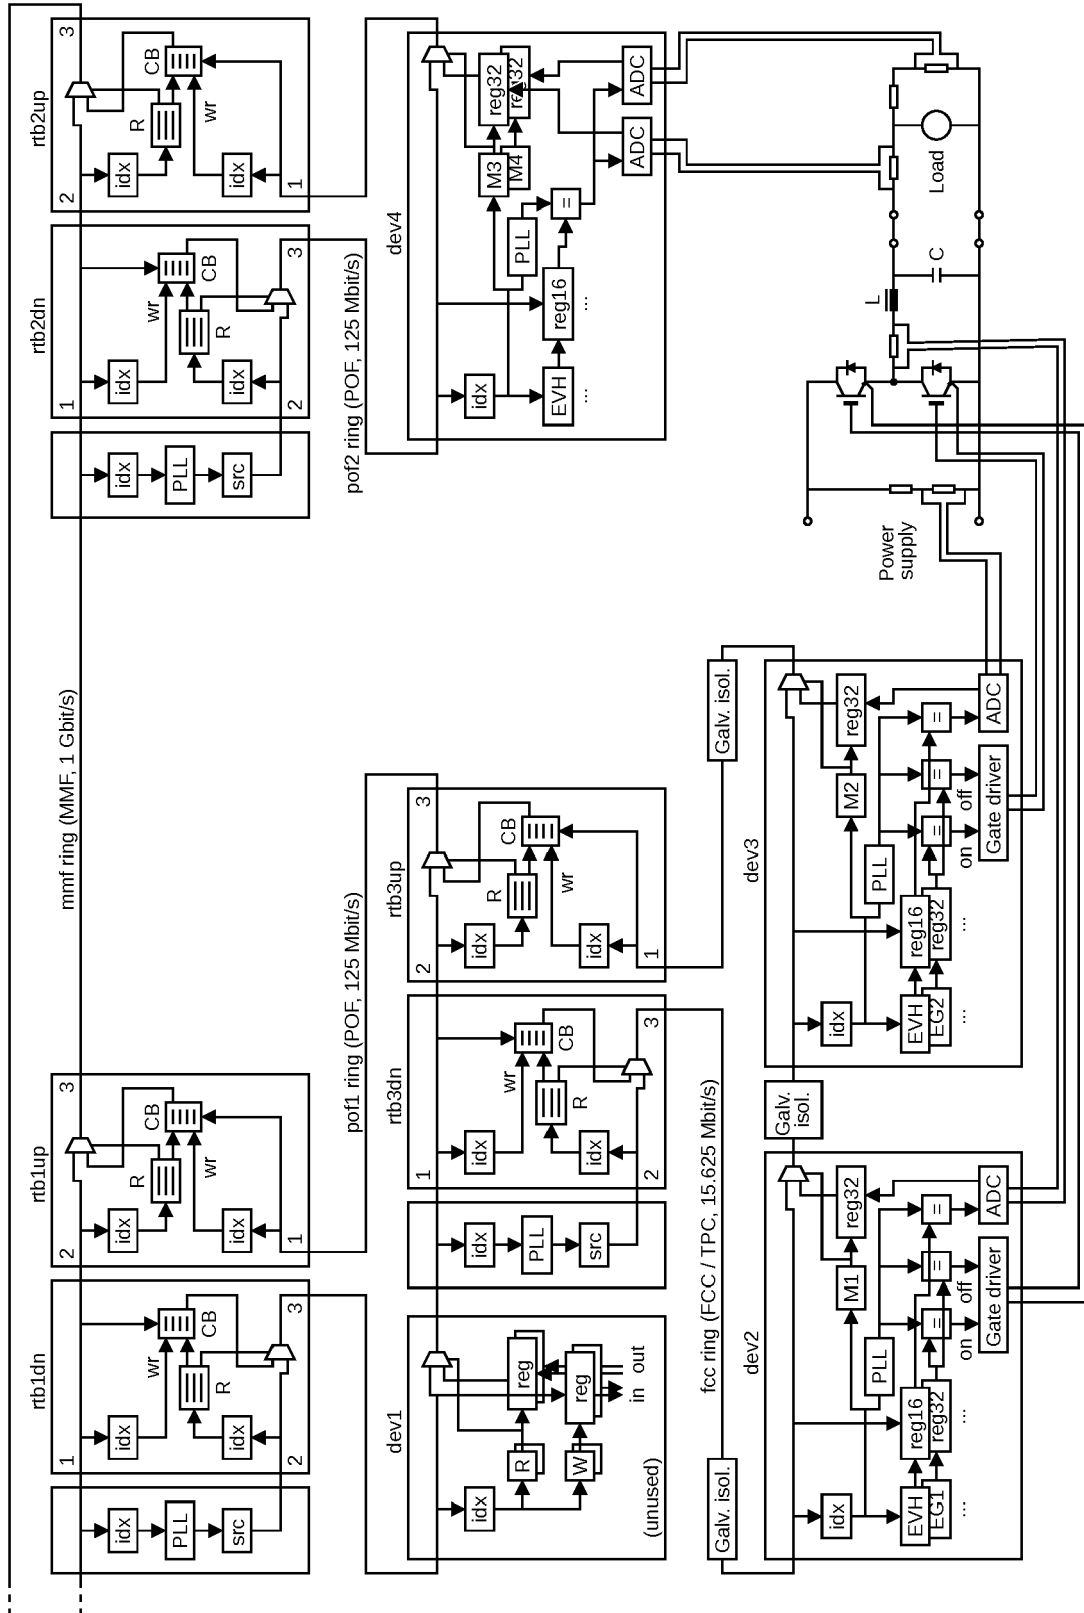 mmf ring (MMF, 1 Gbit/s)
idx
PLL
src
rtb1dn
1
idx
wr
CB
R
idx
2
3
rtb1up
2
idx
R
CB
wr
idx
1
3
idx
PLL
src
rtb2dn
1
idx
wr
CB
R
idx
2
3
rtb2up
2
idx
R
CB
wr
idx
1
3
pof1 ring (POF, 125 Mbit/s)
pof2 ring (POF, 125 Mbit/s)
dev1
idx
R
reg
W
reg
in
out
(unused)
idx
PLL
src
rtb3dn
1
idx
wr
CB
R
idx
2
3
rtb3up
2
idx
R
CB
wr
idx
1
3
dev4
idx
EVH
...
reg16
...
PLL
=
M3
M4
reg32
reg32
ADC
ADC
fcc ring (FCC / TPC, 15.625 Mbit/s)
Galv. isol.
Galv. isol.
dev2
idx
EVH
EG1
...
reg16
reg32
...
PLL
M1
reg32
=
=
=
on
off
Gate driver
ADC
Galv.
isol.
dev3
idx
EVH
EG2
...
reg16
reg32
...
PLL
M2
reg32
=
=
=
on
off
Gate driver
ADC
Power
supply
L
C
Load